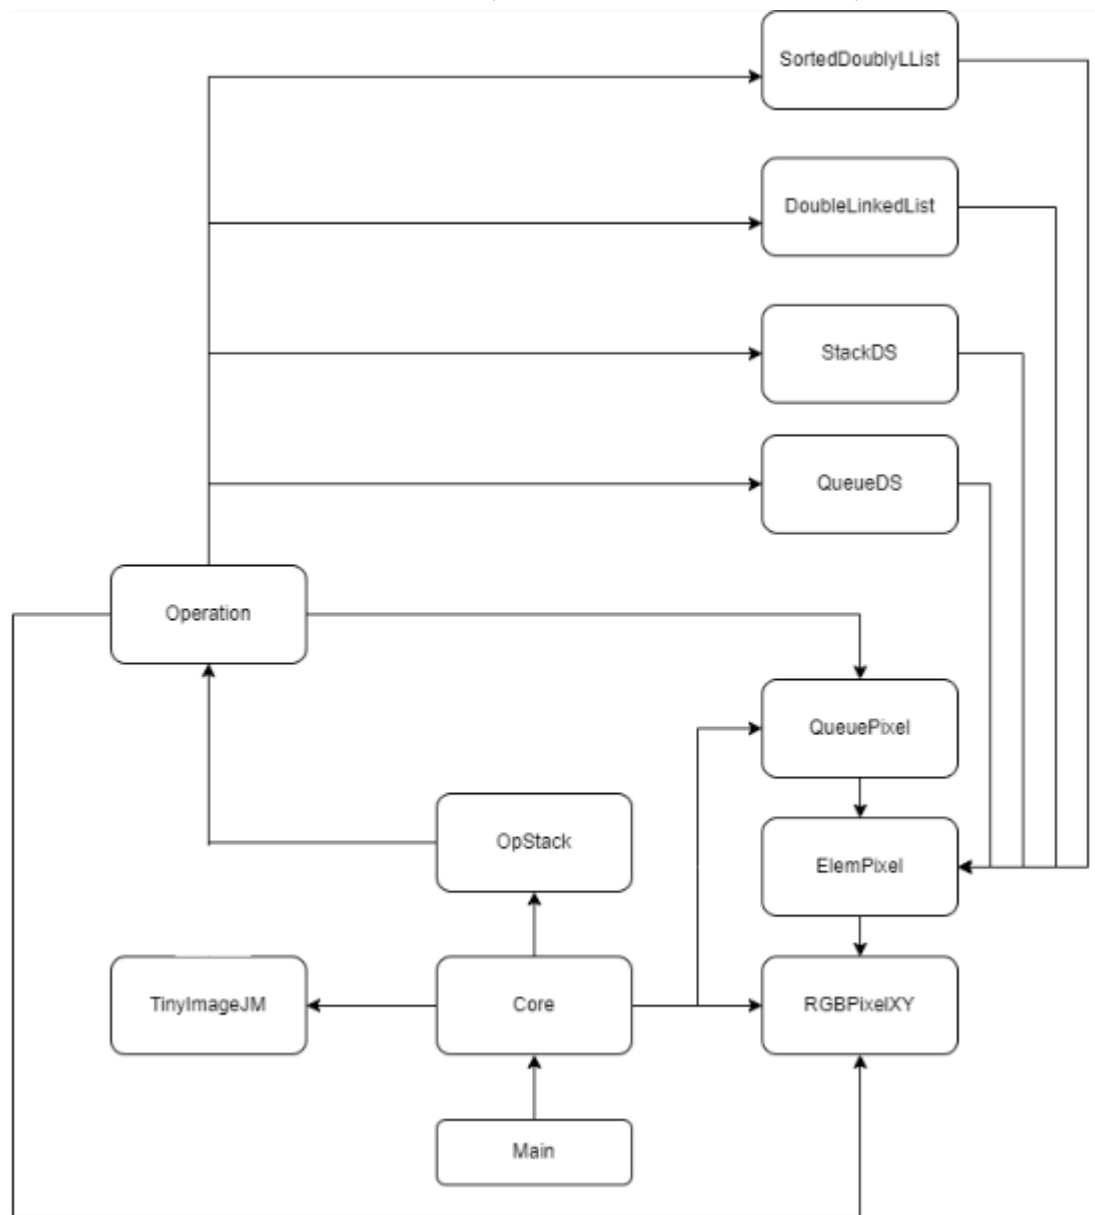 SortedDoublyLList
DoubleLinkedList
StackDS
QueueDS
Operation
QueuePixel
OpStack
ElemPixel
TinyImageJM
Core
RGBPixelXY
Main